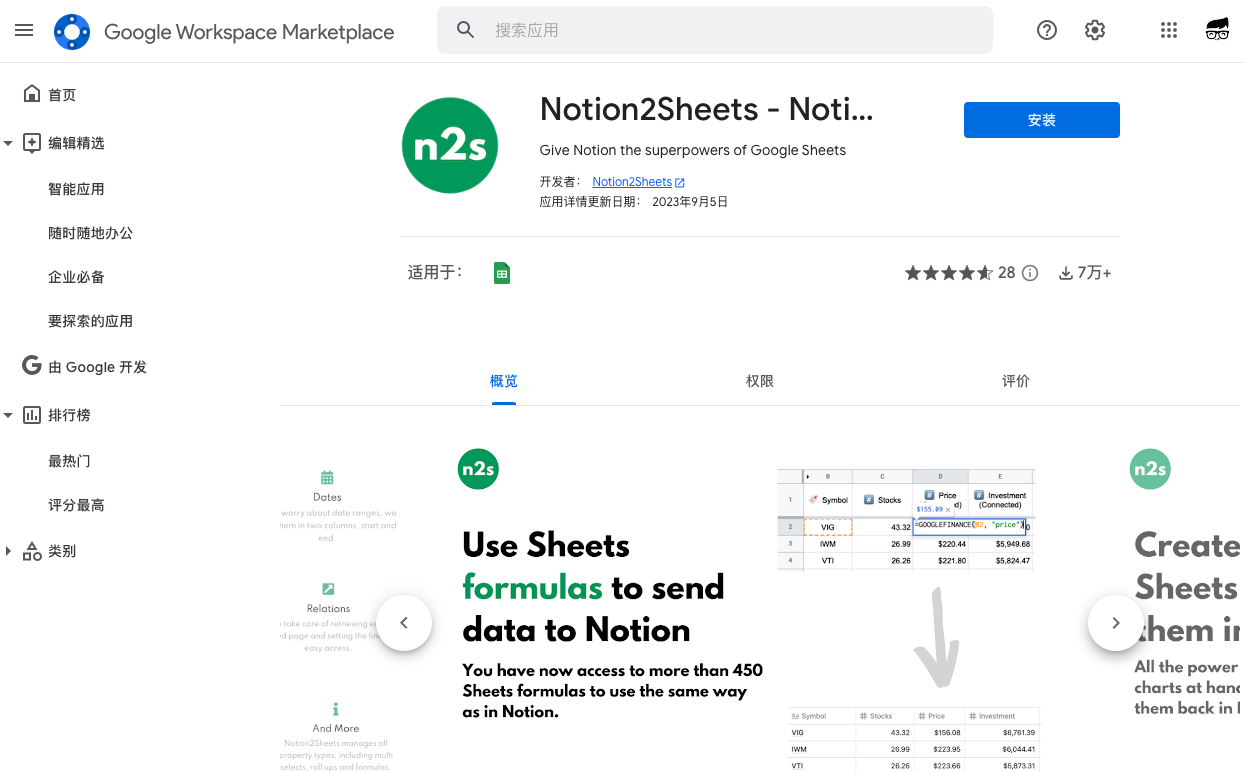 Google Workspace Marketplace
搜索应用
首页
编辑精选
智能应用
随时随地办公
企业必备
要探索的应用
由 Google 开发
排行榜
最热门
评分最高
类别
n2s
Notion2Sheets - Noti...
Give Notion the superpowers of Google Sheets
开发者： Notion2Sheets
应用详情更新日期： 2023年9月5日
安装
适用于：
28
7万+
概览
权限
评价
Dates
worry about date ranges, we
hem in two columns, start and
end.
Relations
take care of retrieving
ed page and setting the
easy access.
And More
Notion2Sheets manages all
property types, including multi
selects, roll ups and formulas.
n2s
Use Sheets
formulas to send
data to Notion
You have now access to more than 450
Sheets formulas to use the same way
as in Notion.
B C D E
1 Symbol Stocks Price Investment
(Connected)
$155.09 ×
2 VIG 43.32 =GOOGLEFINANCE(B2, "price")
3 IWM 26.99 $220.44 $5,949.68
4 VTI 26.26 $221.80 $5,824.47
Aa Symbol # Stocks # Price # Investment
VIG 43.32 $156.08 $6,761.39
IWM 26.99 $223.95 $6,044.41
VTI 26.26 $223.66 $5,873.31
n2s
Create
Sheets
them in
All the power
charts at hand
them back in